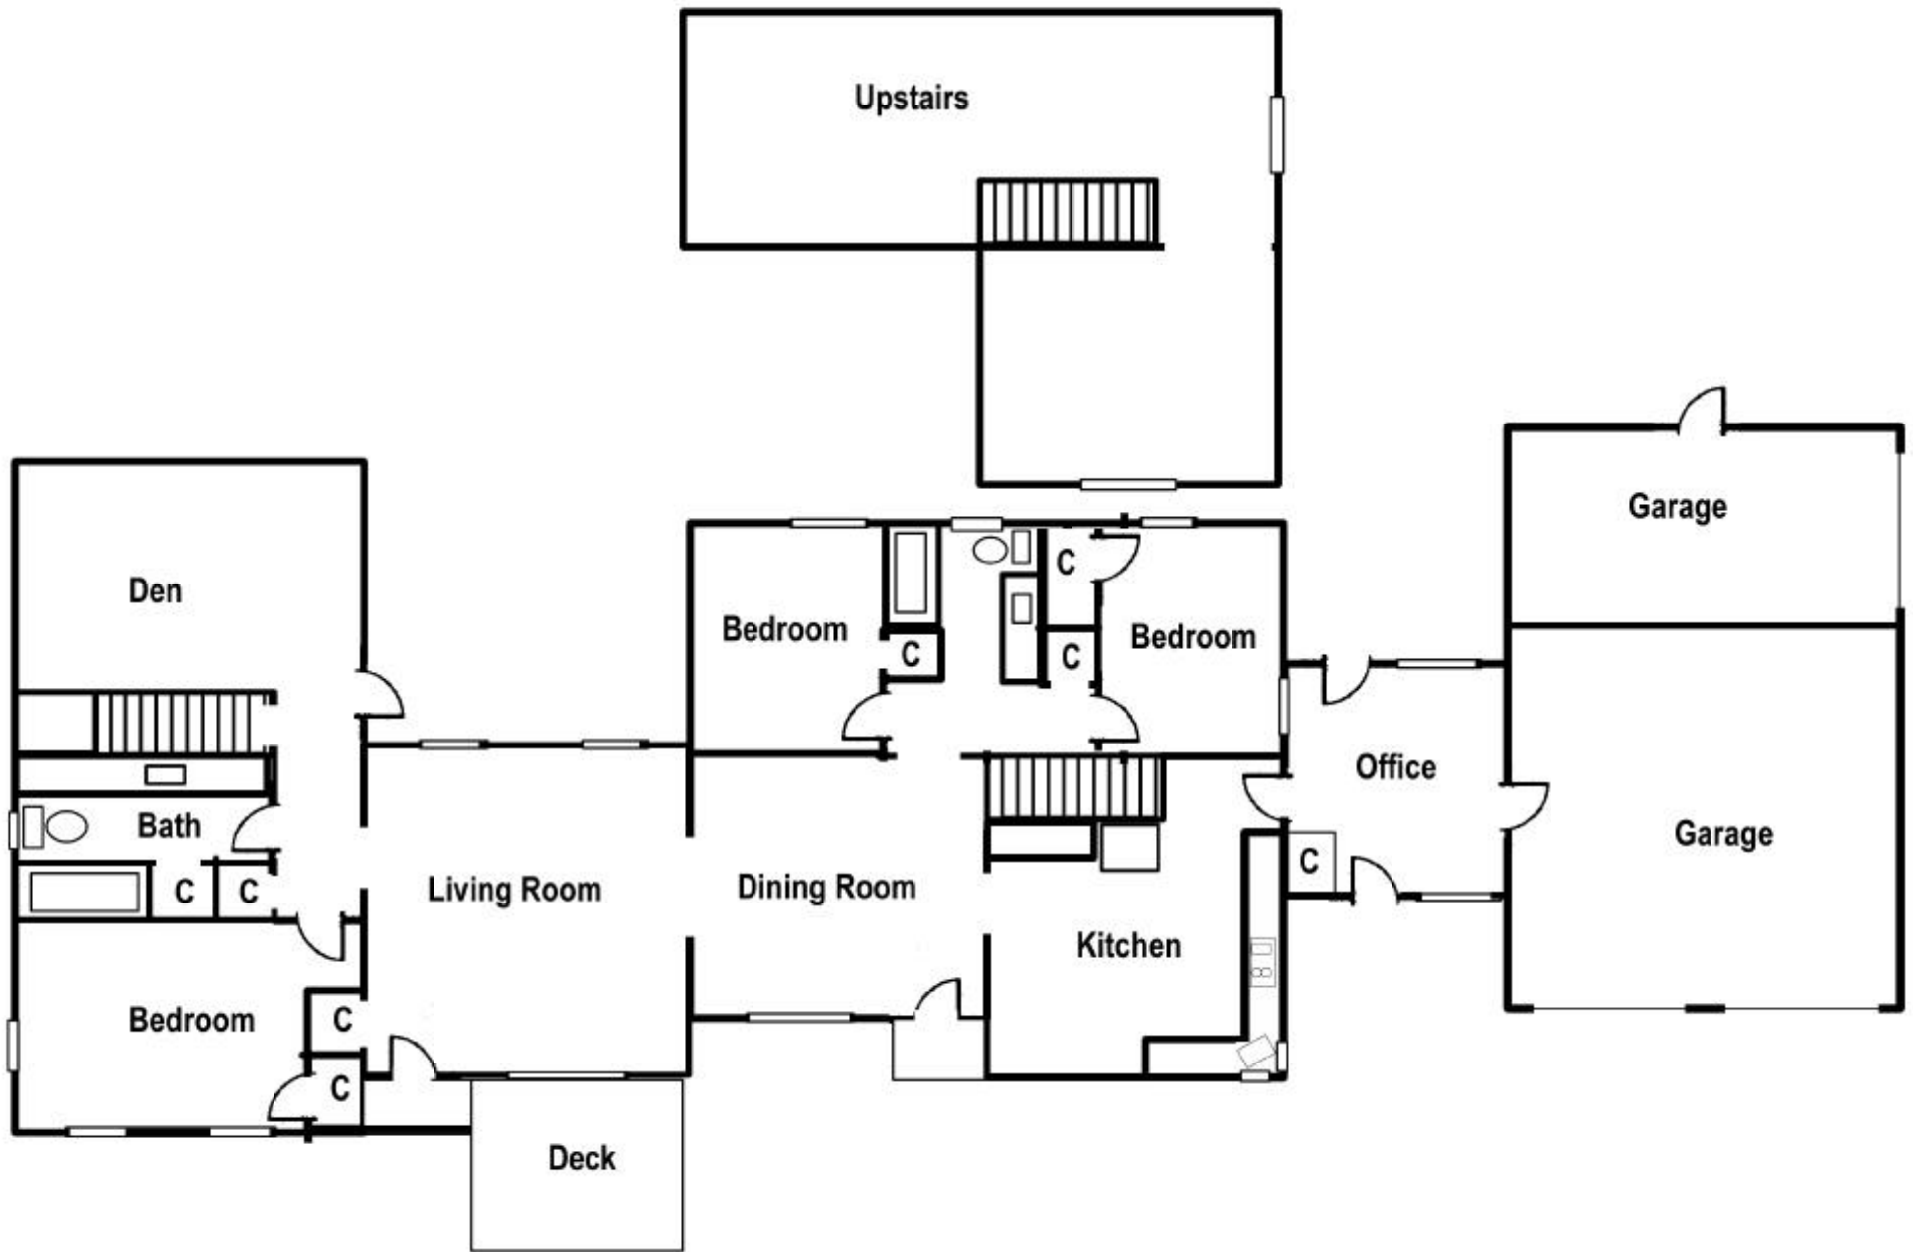 Upstairs
Garage
Den
Bedroom
C
C
C
Bedroom
Office
Bath
C
C
Living Room
Dining Room
Kitchen
C
Garage
Bedroom
C
C
Deck